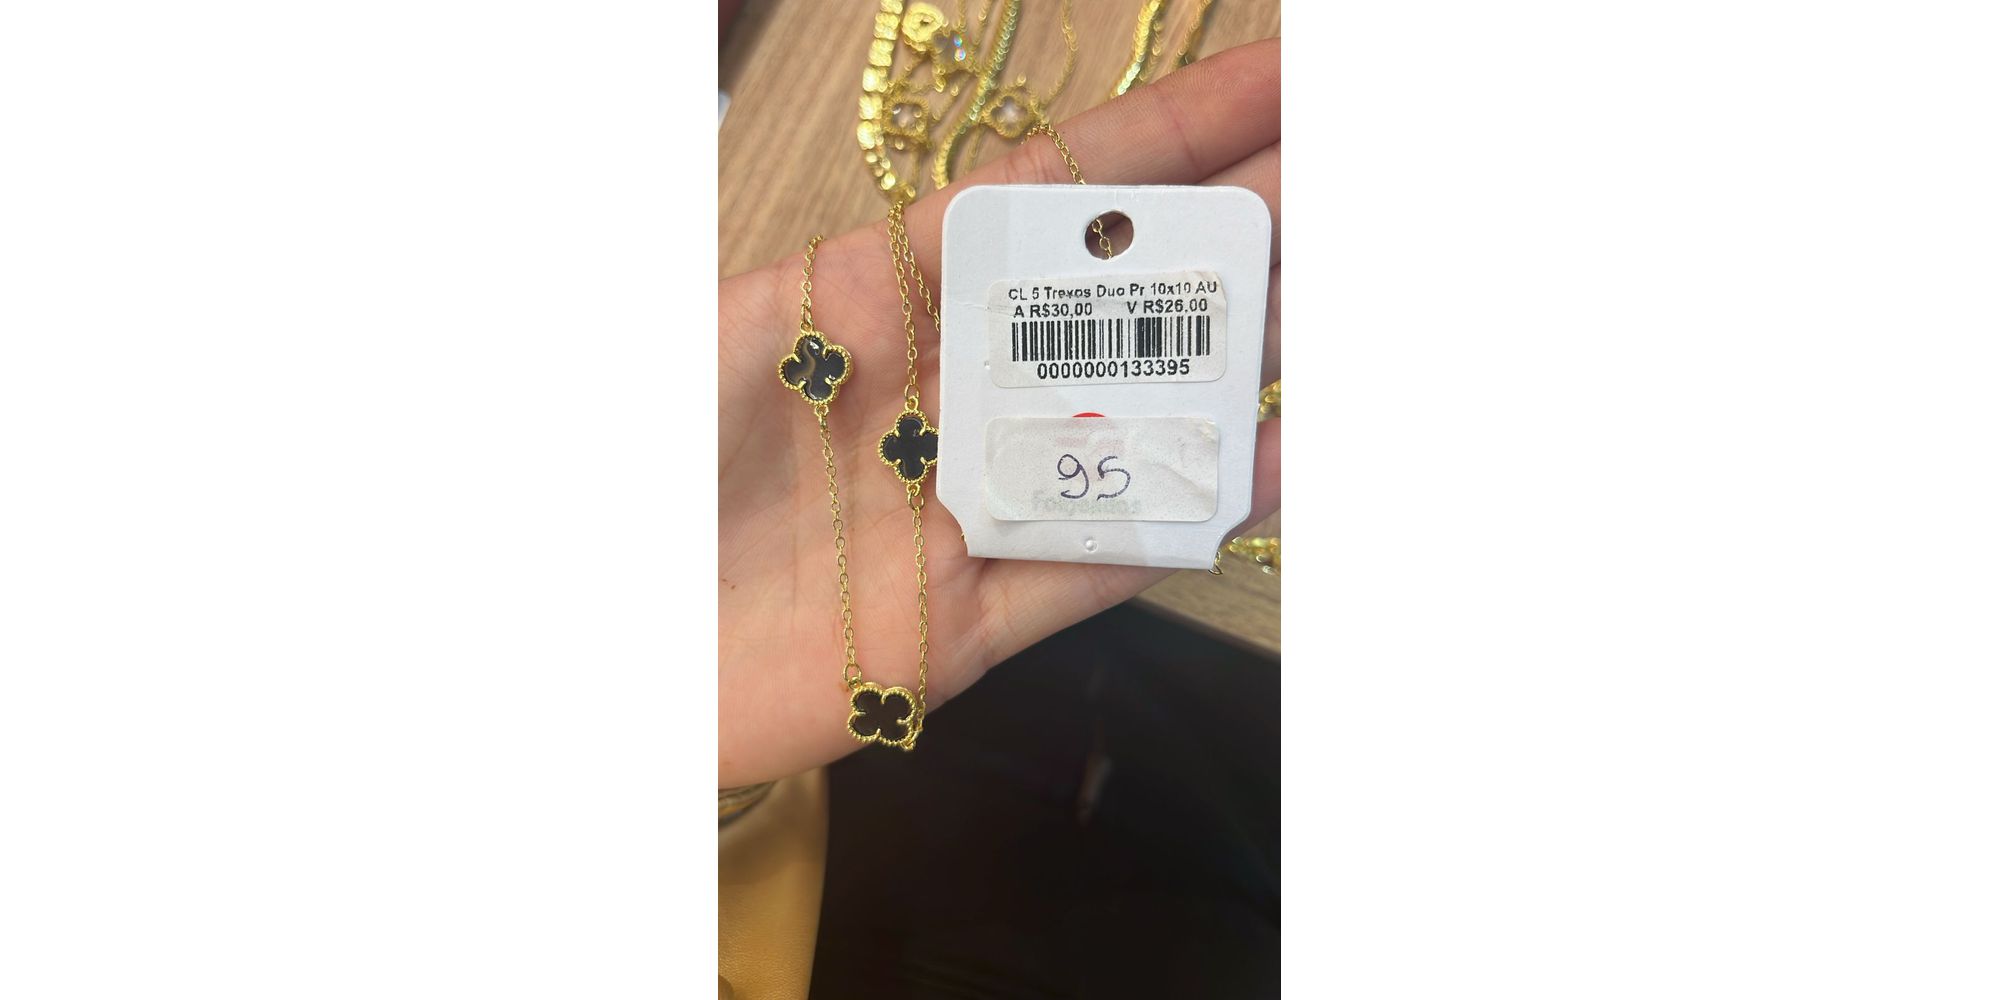 CL 5 Trevos Duo Pr 10x10 AU
A R$30,00 V R$26,00
0000000133395
95